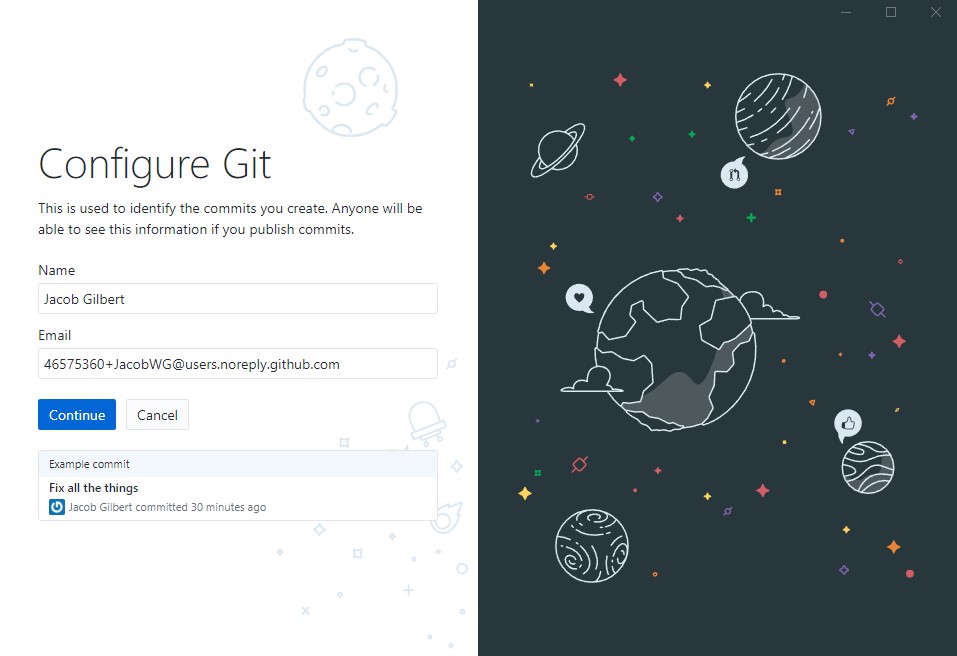 Configure Git
This is used to identify the commits you create. Anyone will be
able to see this information if you publish commits.
Name
Jacob Gilbert
Email
46575360+JacobWG@users.noreply.github.com
Continue
Cancel
Example commit
Fix all the things
Jacob Gilbert committed 30 minutes ago